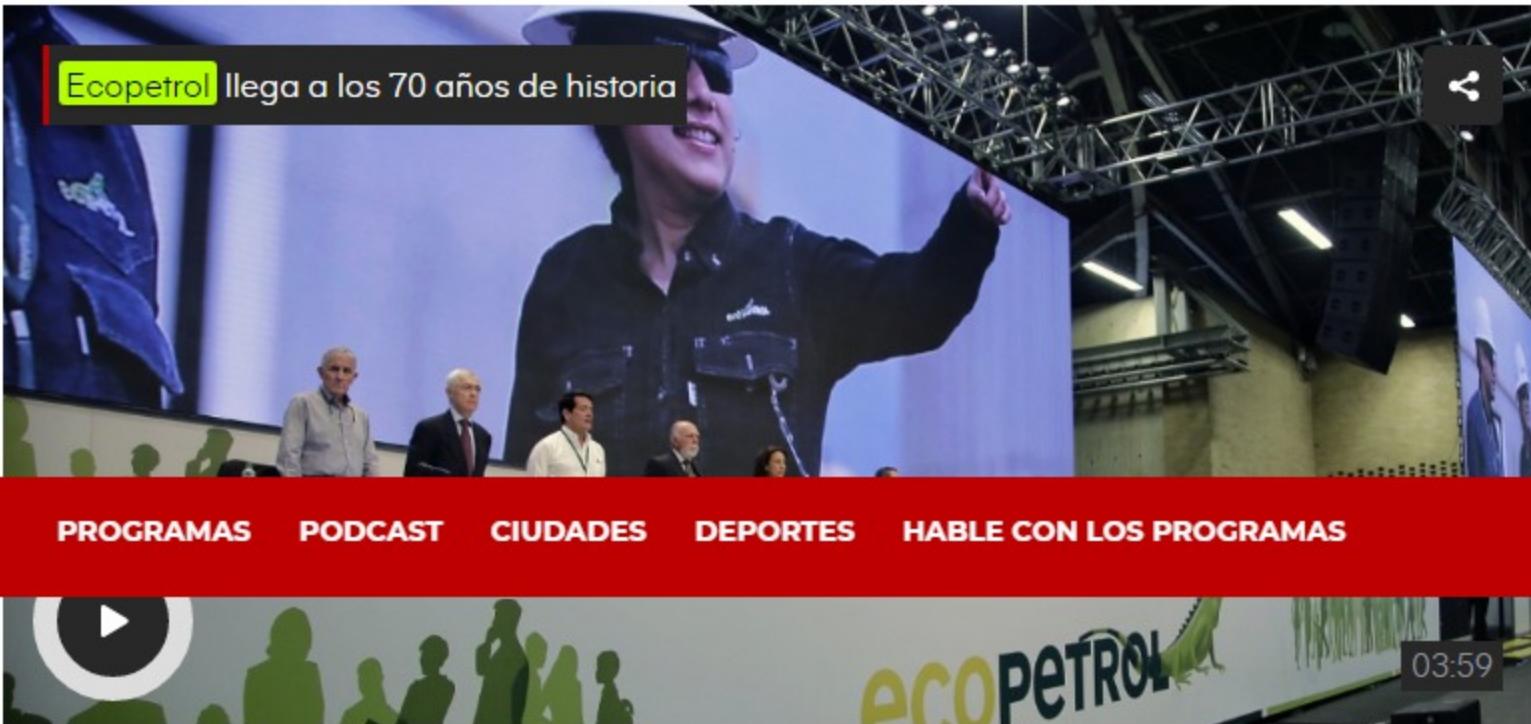 Ecopetrol llega a los 70 años de historia
PROGRAMAS PODCAST CIUDADES DEPORTES HABLE CON LOS PROGRAMAS
ecoPETROL
03:59